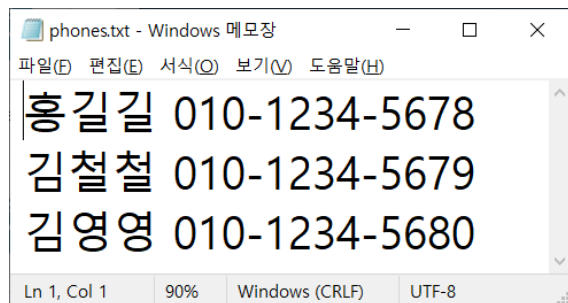 phones.txt - Windows 메모장
파일(F) 편집(E) 서식(O) 보기(V) 도움말(H)
홍길길 010-1234-5678
김철철 010-1234-5679
김영영 010-1234-5680
Ln 1, Col 1 90% Windows (CRLF) UTF-8